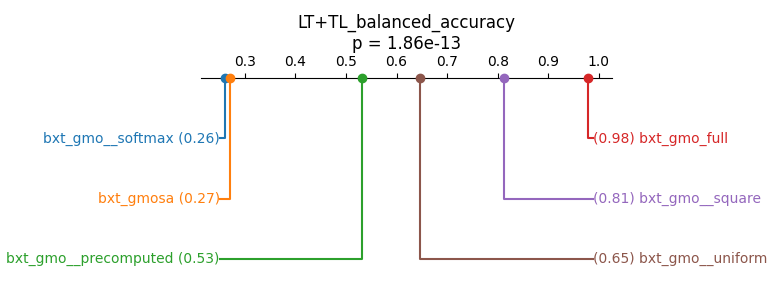 LT+TL_balanced_accuracy
p = 1.86e-13
0.3 0.4 0.5 0.6 0.7 0.8 0.9 1.0
bxt_gmo__softmax (0.26)
(0.98) bxt_gmo_full
bxt_gmosa (0.27)
(0.81) bxt_gmo__square
bxt_gmo__precomputed (0.53)
(0.65) bxt_gmo__uniform